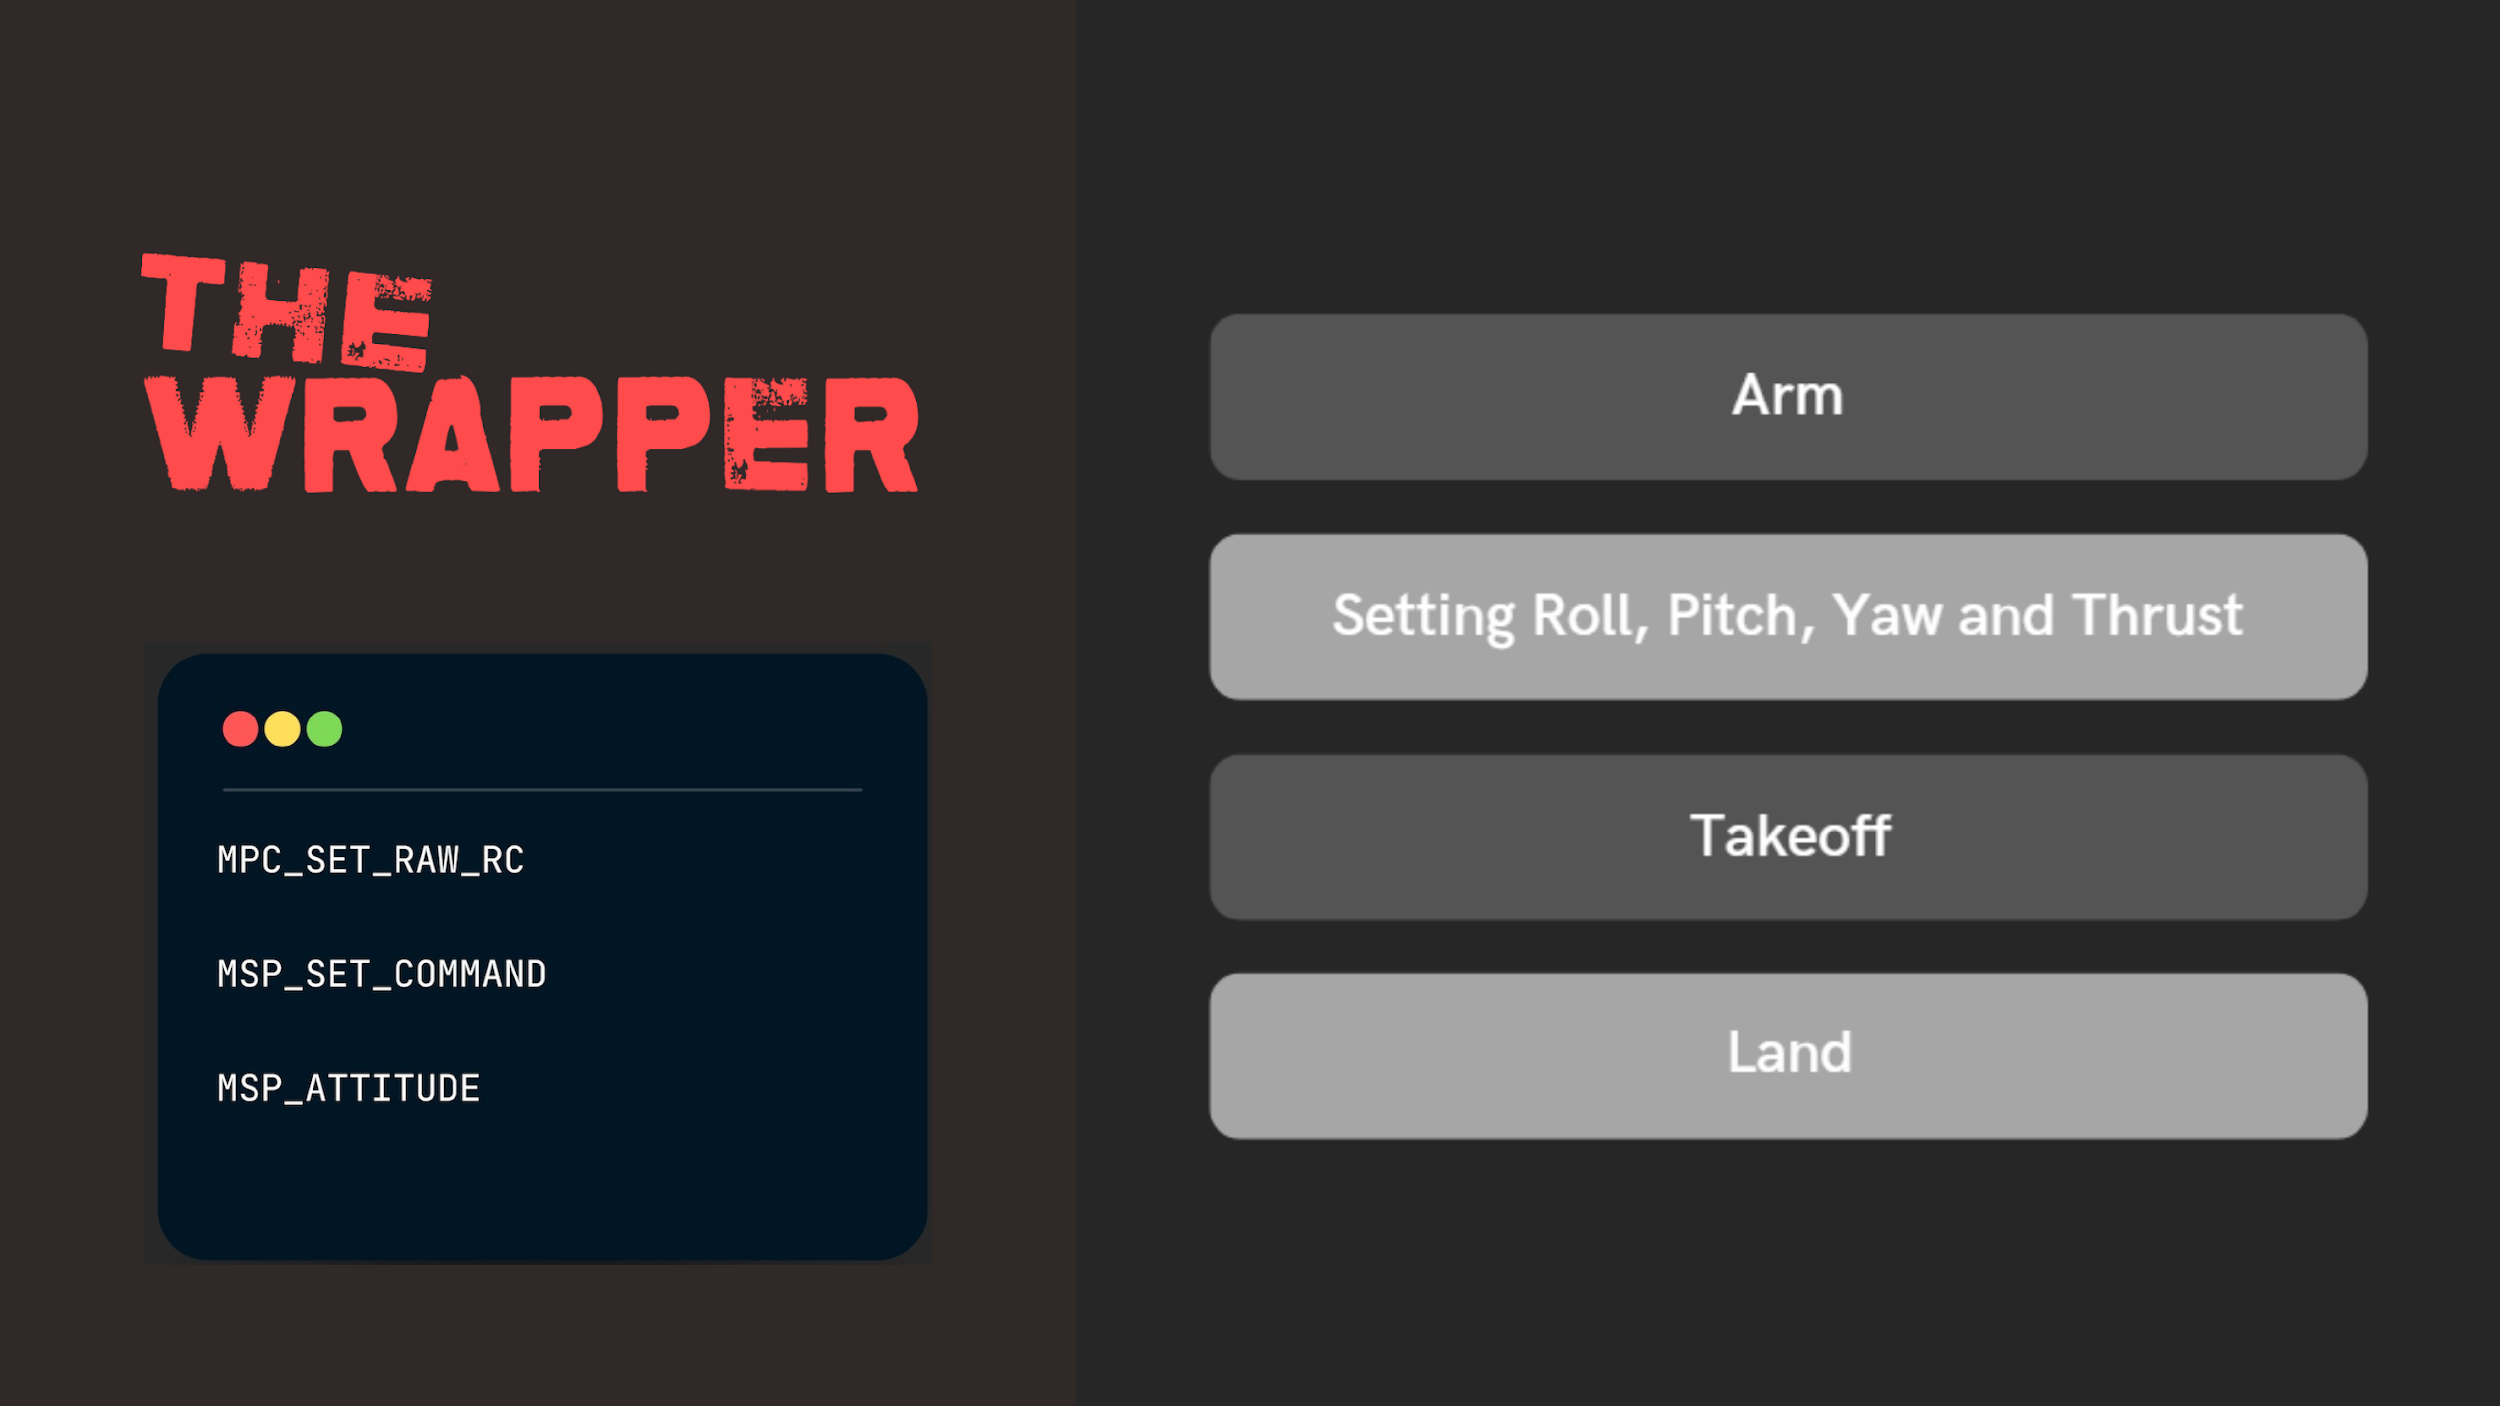 THE
WRAPPER
MPC_SET_RAW_RC
MSP_SET_COMMAND
MSP_ATTITUDE
Arm
Setting Roll, Pitch, Yaw and Thrust
Takeoff
Land